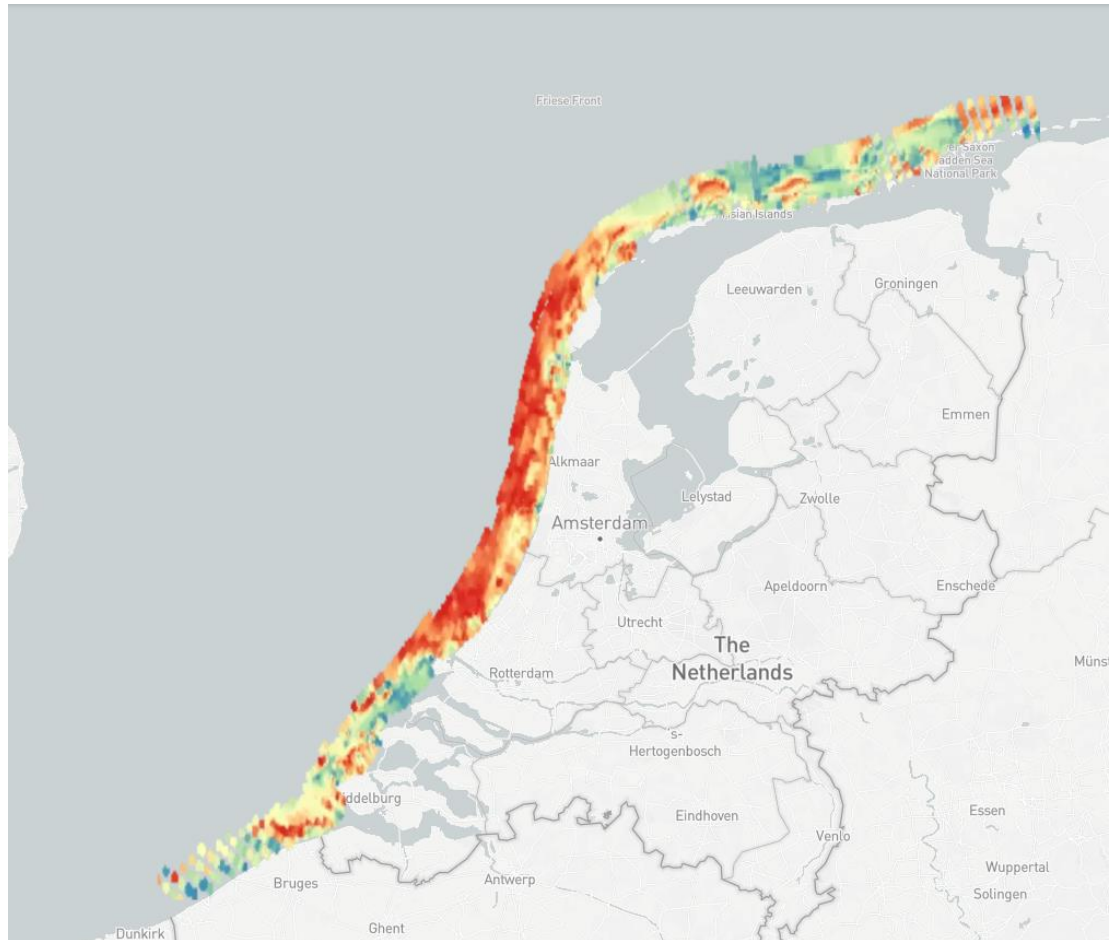 Friese Front
er Saxon
adden Sea
National Park
isian Islands
Leeuwarden
Groningen
Emmen
Alkmaar
Lelystad
Zwolle
Amsterdam
Apeldoorn
Enschede
Utrecht
The
Netherlands
Münst
Rotterdam
s-
Hertogenbosch
iddelburg
Eindhoven
Essen
Venlo
Wuppertal
Bruges
Antwerp
Solingen
Ghent
Dunkirk